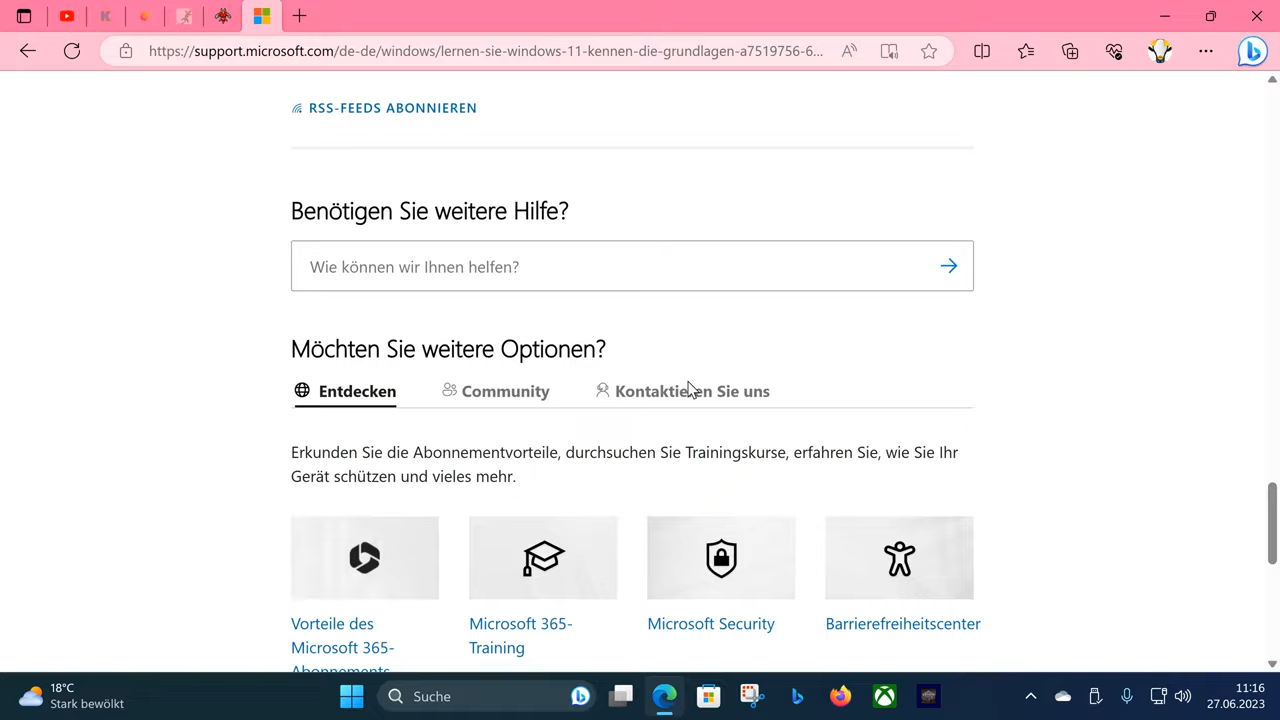 https://support.microsoft.com/de-de/windows/lernen-sie-windows-11-kennen-die-grundlagen-a7519756-6...
RSS-FEEDS ABONNIEREN
Benötigen Sie weitere Hilfe?
Wie können wir Ihnen helfen?
Möchten Sie weitere Optionen?
Entdecken
Community
Kontaktieren Sie uns
Erkunden Sie die Abonnementvorteile, durchsuchen Sie Trainingskurse, erfahren Sie, wie Sie Ihr
Gerät schützen und vieles mehr.
Vorteile des
Microsoft 365-
Abonnements
Microsoft 365-
Training
Microsoft Security
Barrierefreiheitscenter
18°C
Stark bewölkt
Suche
11:16
27.06.2023